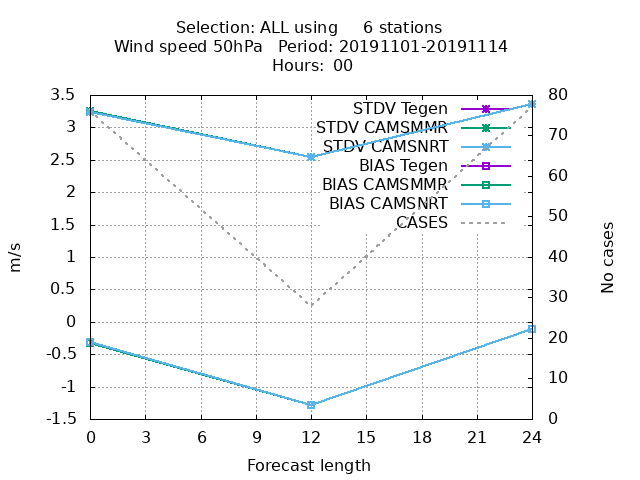 Selection: ALL using     6 stations
Wind speed 50hPa   Period: 20191101-20191114
Hours:  00
3.5
3
2.5
2
1.5
1
0.5
0
-0.5
-1
-1.5
m/s
STDV Tegen
STDV CAMSMMR
STDV CAMSNRT
BIAS Tegen
BIAS CAMSMMR
BIAS CAMSNRT
CASES
80
70
60
50
40
30
20
10
0
No cases
0 3 6 9 12 15 18 21 24
Forecast length